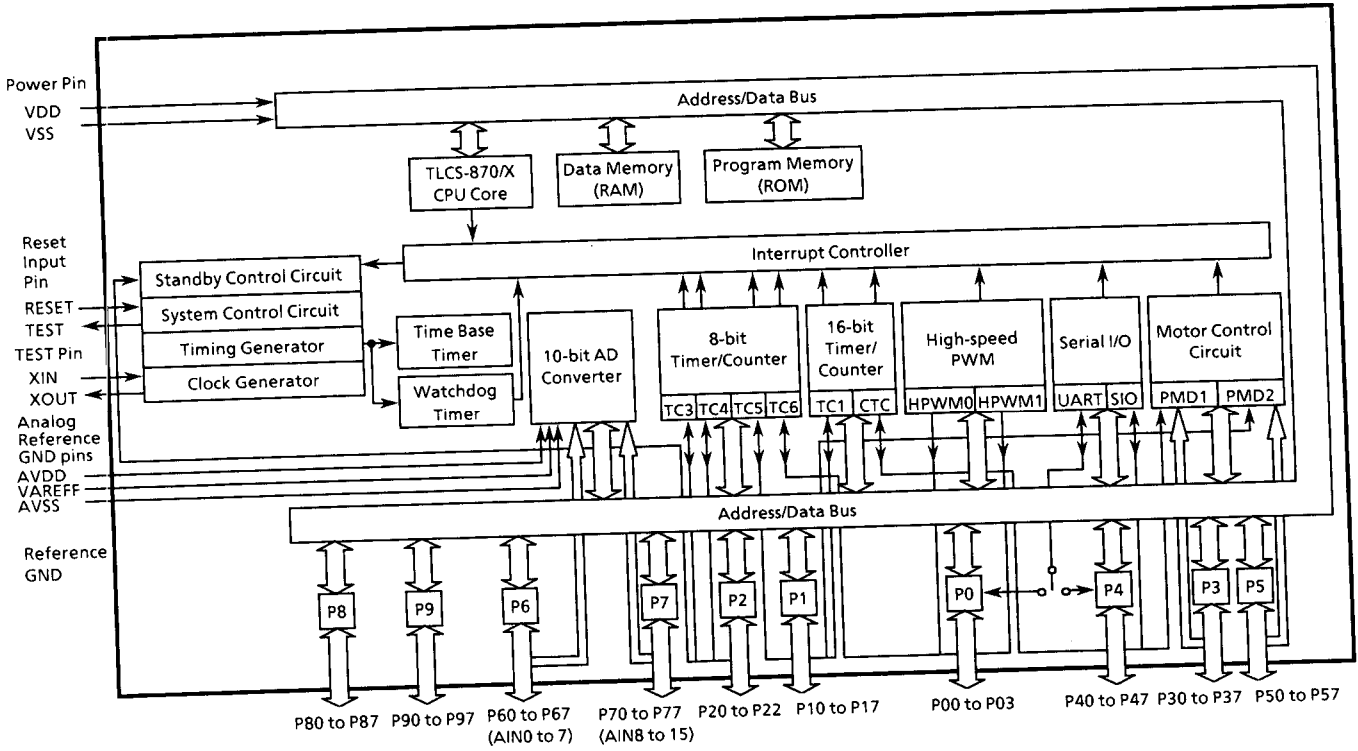 Power Pin
VDD
VSS
Address/Data Bus
TLCS-870/X
CPU Core
Data Memory
(RAM)
Program Memory
(ROM)
Reset
Input
Pin
RESET
TEST
TEST Pin
XIN
XOUT
Analog
Reference
GND pins
AVDD
VAREFF
AVSS
Reference
GND
Interrupt Controller
Standby Control Circuit
System Control Circuit
Timing Generator
Clock Generator
Time Base
Timer
Watchdog
Timer
10-bit AD
Converter
8-bit
Timer/Counter
TC3 TC4 TC5 TC6
16-bit
Timer/
Counter
TC1 CTC
High-speed
PWM
HPWM0 HPWM1
Serial I/O
UART SIO
Motor Control
Circuit
PMD1 PMD2
Address/Data Bus
P8 P9 P6 P7 P2 P1 P0 P4 P3 P5
P80 to P87
P90 to P97
P60 to P67
(AIN0 to 7)
P70 to P77
(AIN8 to 15)
P20 to P22
P10 to P17
P00 to P03
P40 to P47
P30 to P37
P50 to P57